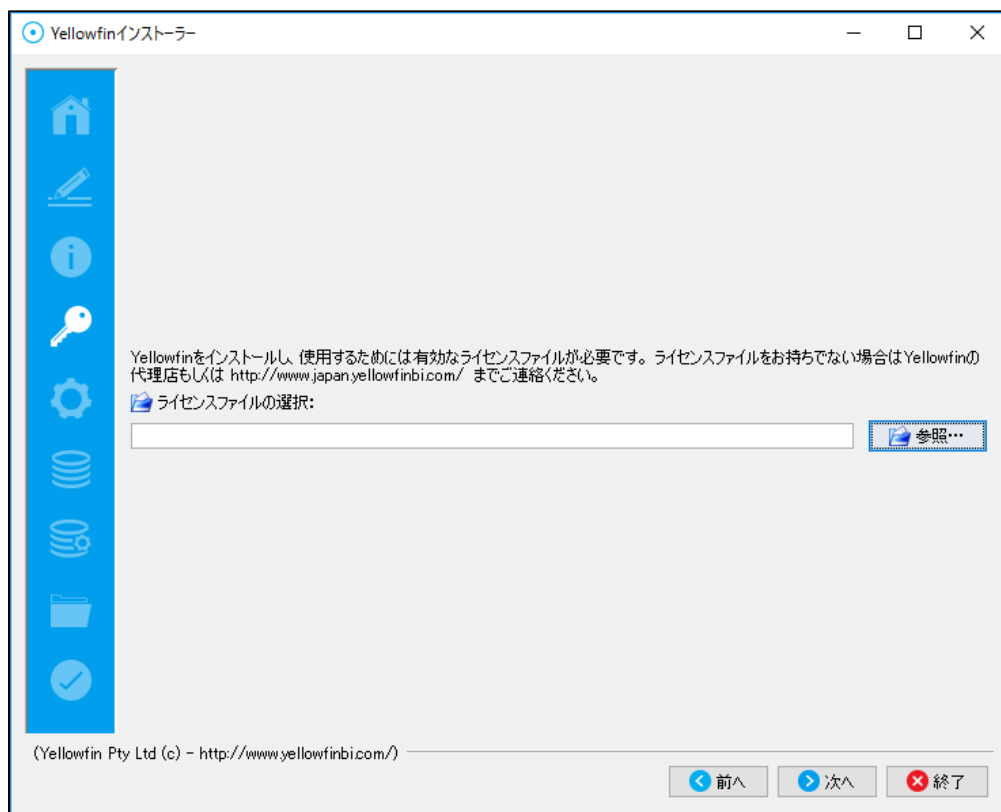 Yellowfinインストーラー
Yellowfinをインストールし、使用するためには有効なライセンスファイルが必要です。ライセンスファイルをお持ちでない場合はYellowfinの
代理店もしくは http://www.japan.yellowfinbi.com/ までご連絡ください。
ライセンスファイルの選択:
参照…
(Yellowfin Pty Ltd (c) - http://www.yellowfinbi.com/)
前へ
次へ
終了